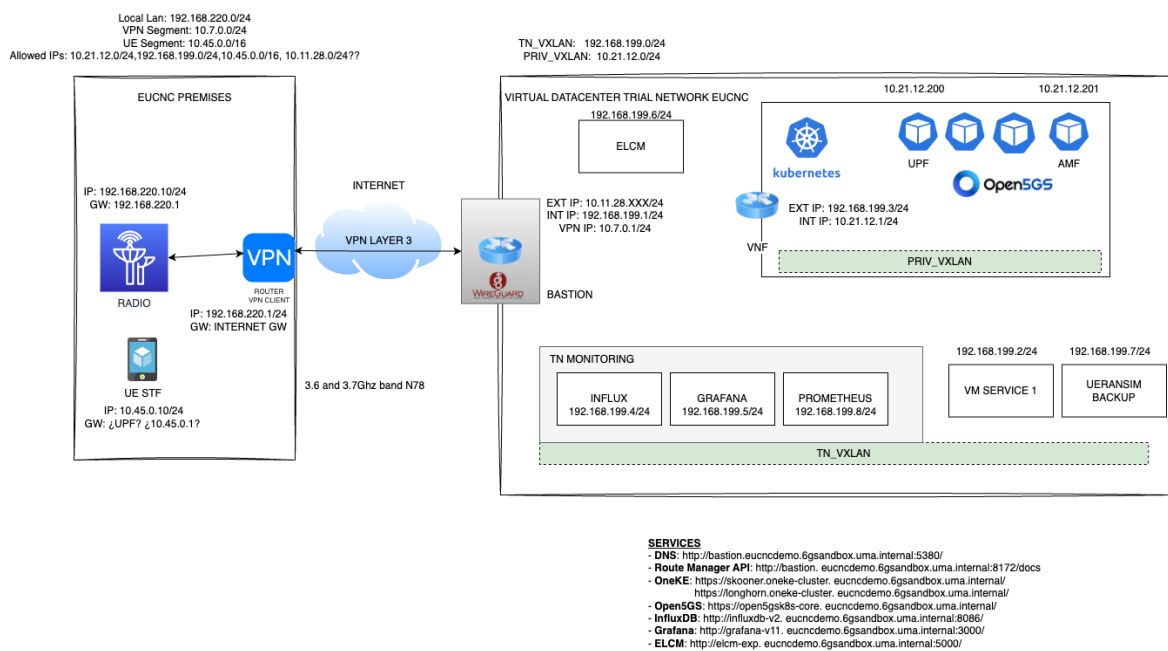 Local Lan: 192.168.220.0/24
VPN Segment: 10.7.0.0/24
UE Segment: 10.45.0.0/16
Allowed IPs: 10.21.12.0/24,192.168.199.0/24,10.45.0.0/16, 10.11.28.0/24??
TN_VXLAN: 192.168.199.0/24
PRIV_VXLAN: 10.21.12.0/24
EUCNC PREMISES
IP: 192.168.220.10/24
GW: 192.168.220.1
RADIO
VPN
ROUTER
VPN CLIENT
IP: 192.168.220.1/24
GW: INTERNET GW
UE STF
IP: 10.45.0.10/24
GW: ¿UPF? ¿10.45.0.1?
3.6 and 3.7Ghz band N78
INTERNET
VPN LAYER 3
VIRTUAL DATACENTER TRIAL NETWORK EUCNC
192.168.199.6/24
ELCM
EXT IP: 10.11.28.XXX/24
INT IP: 192.168.199.1/24
VPN IP: 10.7.0.1/24
WIREGUARD
BASTION
10.21.12.200
10.21.12.201
kubernetes
UPF
AMF
Open5GS
EXT IP: 192.168.199.3/24
INT IP: 10.21.12.1/24
VNF
PRIV_VXLAN
TN MONITORING
INFLUX
192.168.199.4/24
GRAFANA
192.168.199.5/24
PROMETHEUS
192.168.199.8/24
192.168.199.2/24
VM SERVICE 1
192.168.199.7/24
UERANSIM
BACKUP
TN_VXLAN
SERVICES
- DNS: http://bastion.eucncdemo.6gsandbox.uma.internal:5380/
- Route Manager API: http://bastion. eucncdemo.6gsandbox.uma.internal:8172/docs
- OneKE: https://skooner.oneke-cluster. eucncdemo.6gsandbox.uma.internal/
https://longhorn.oneke-cluster. eucncdemo.6gsandbox.uma.internal/
- Open5GS: https://open5gsk8s-core. eucncdemo.6gsandbox.uma.internal/
- InfluxDB: http://influxdb-v2. eucncdemo.6gsandbox.uma.internal:8086/
- Grafana: http://grafana-v11. eucncdemo.6gsandbox.uma.internal:3000/
- ELCM: http://elcm-exp. eucncdemo.6gsandbox.uma.internal:5000/